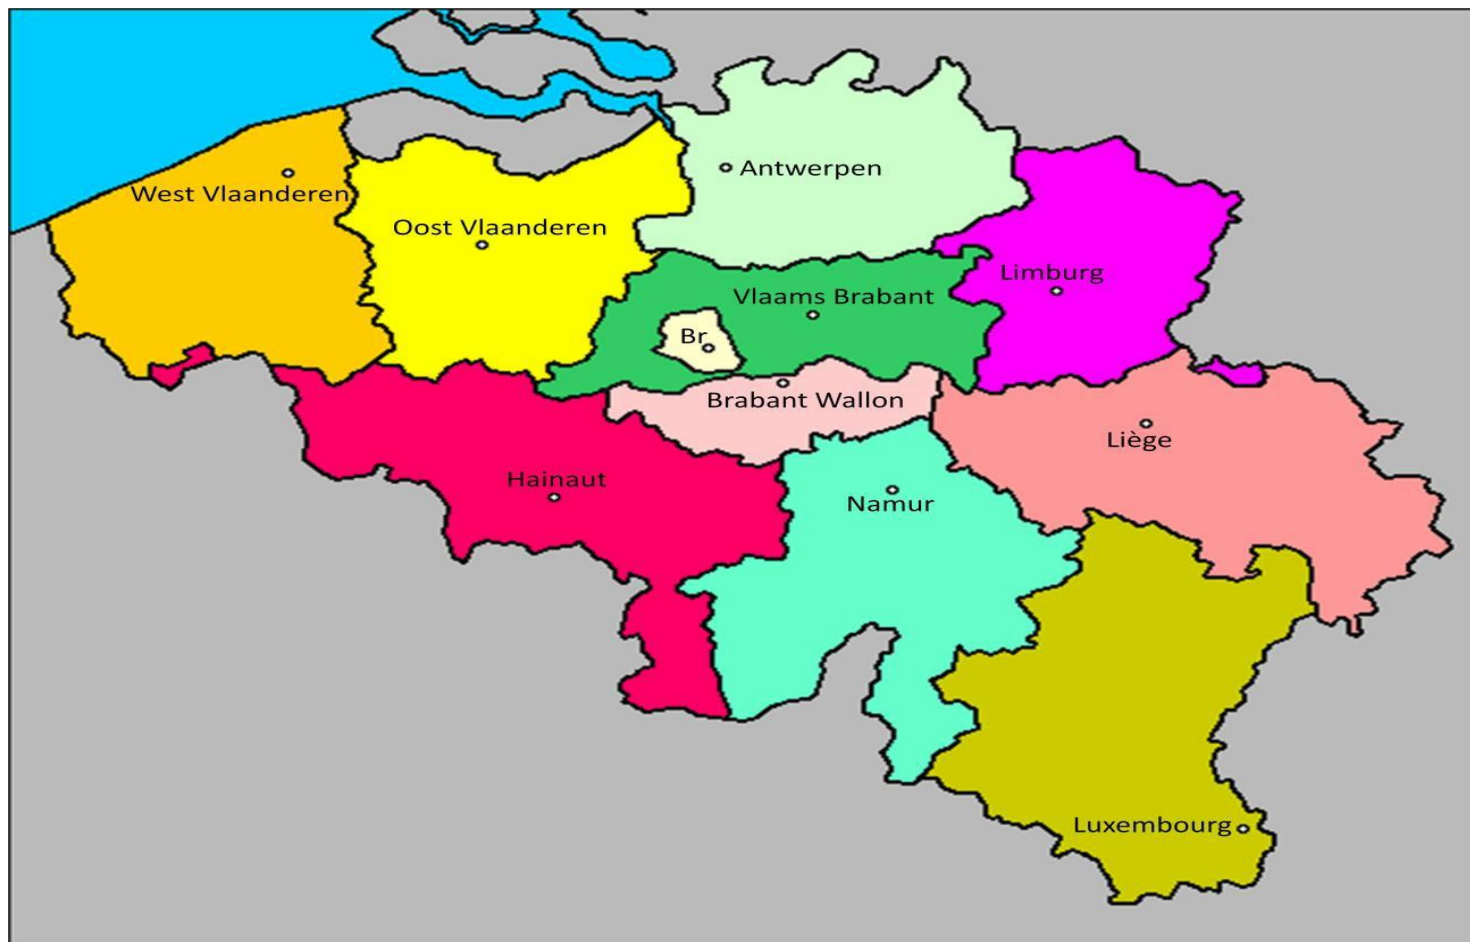 Antwerpen
West Vlaanderen
Oost Vlaanderen
Limburg
Vlaams Brabant
Br
Brabant Wallon
Liège
Hainaut
Namur
Luxembourg